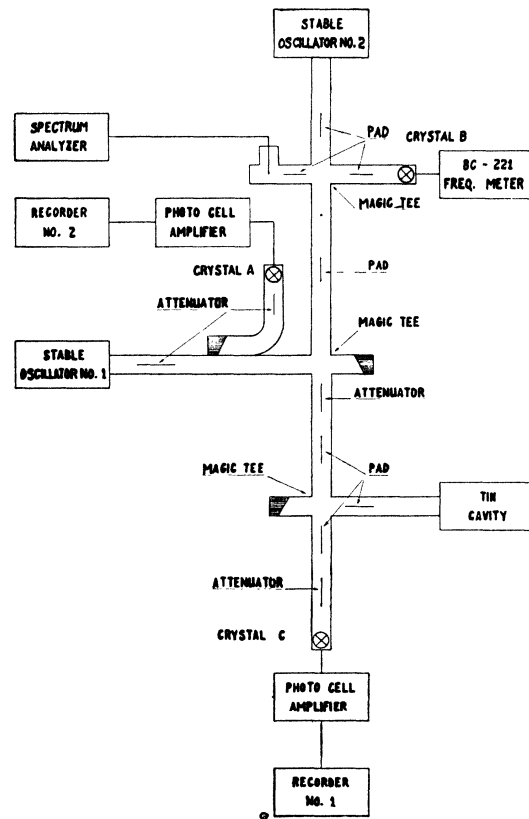 STABLE
OSCILLATOR NO. 2
PAD
CRYSTAL B
SPECTRUM
ANALYZER
BC - 221
FREQ. METER
MAGIC TEE
RECORDER
NO. 2
PHOTO CELL
AMPLIFIER
CRYSTAL A
PAD
ATTENUATOR
MAGIC TEE
STABLE
OSCILLATOR NO. 1
ATTENUATOR
MAGIC TEE
PAD
TIN
CAVITY
ATTENUATOR
CRYSTAL C
PHOTO CELL
AMPLIFIER
RECORDER
NO. 1